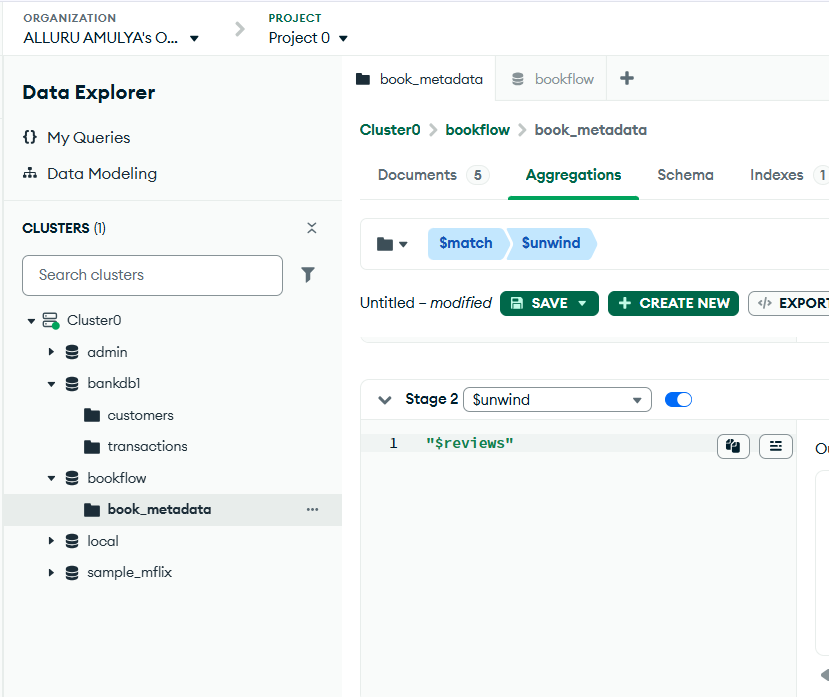 ORGANIZATION
ALLURU AMULYA's O...
PROJECT
Project 0
Data Explorer
{} My Queries
Data Modeling
CLUSTERS (1)
Search clusters
Cluster0
admin
bankdb1
customers
transactions
bookflow
book_metadata
local
sample_mflix
book_metadata
bookflow
Cluster0 > bookflow > book_metadata
Documents 5 Aggregations Schema Indexes 1
$match $unwind
Untitled – modified SAVE + CREATE NEW </> EXPORT
Stage 2 $unwind
1 "$reviews"